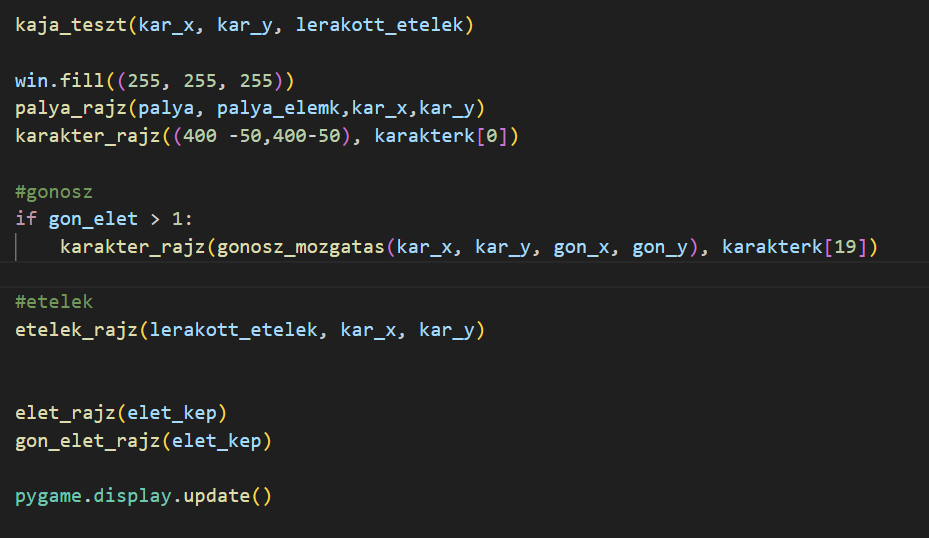 kaja_teszt(kar_x, kar_y, lerakott_etelek)
win.fill((255, 255, 255))
palya_rajz(palya, palya_elemk,kar_x,kar_y)
karakter_rajz((400 -50,400-50), karakterk[0])
#gonosz
if gon_elet > 1:
    karakter_rajz(gonosz_mozgatas(kar_x, kar_y, gon_x, gon_y), karakterk[19])
#etelek
etelek_rajz(lerakott_etelek, kar_x, kar_y)
elet_rajz(elet_kep)
gon_elet_rajz(elet_kep)
pygame.display.update()